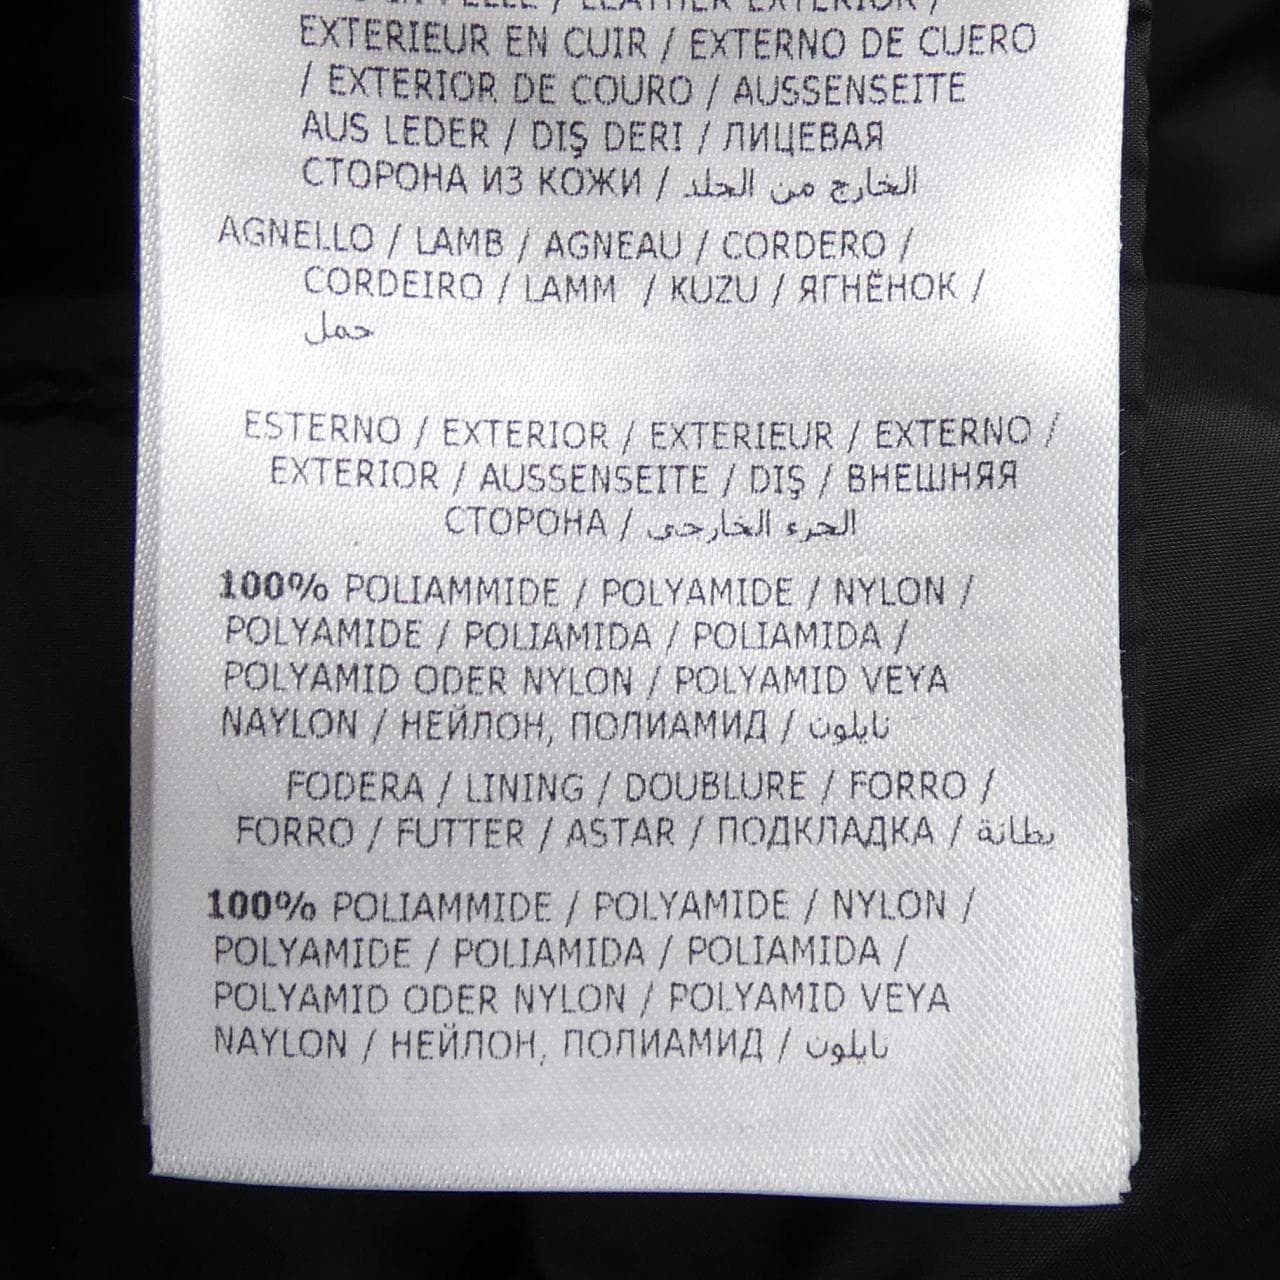 IN PELLE / LEATHER EXTERIOR /
EXTERIEUR EN CUIR / EXTERNO DE CUERO
/ EXTERIOR DE COURO / AUSSENSEITE
AUS LEDER / DIŞ DERI / ЛИЦЕВАЯ
СТОРОНА ИЗ КОЖИ / الخارج من الجلد
AGNELLO / LAMB / AGNEAU / CORDERO /
CORDEIRO / LAMM / KUZU / ЯГНЁНОК /
حمل
ESTERNO / EXTERIOR / EXTERIEUR / EXTERNO /
EXTERIOR / AUSSENSEITE / DIŞ / ВНЕШНЯЯ
СТОРОНА / الجزء الخارجي
100% POLIAMMIDE / POLYAMIDE / NYLON /
POLYAMIDE / POLIAMIDA / POLIAMIDA /
POLYAMID ODER NYLON / POLYAMID VEYA
NAYLON / НЕЙЛОН, ПОЛИАМИД / نايلون
FODERA / LINING / DOUBLURE / FORRO /
FORRO / FUTTER / ASTAR / ПОДКЛАДКА / بطانة
100% POLIAMMIDE / POLYAMIDE / NYLON /
POLYAMIDE / POLIAMIDA / POLIAMIDA /
POLYAMID ODER NYLON / POLYAMID VEYA
NAYLON / НЕЙЛОН, ПОЛИАМИД / نايلون